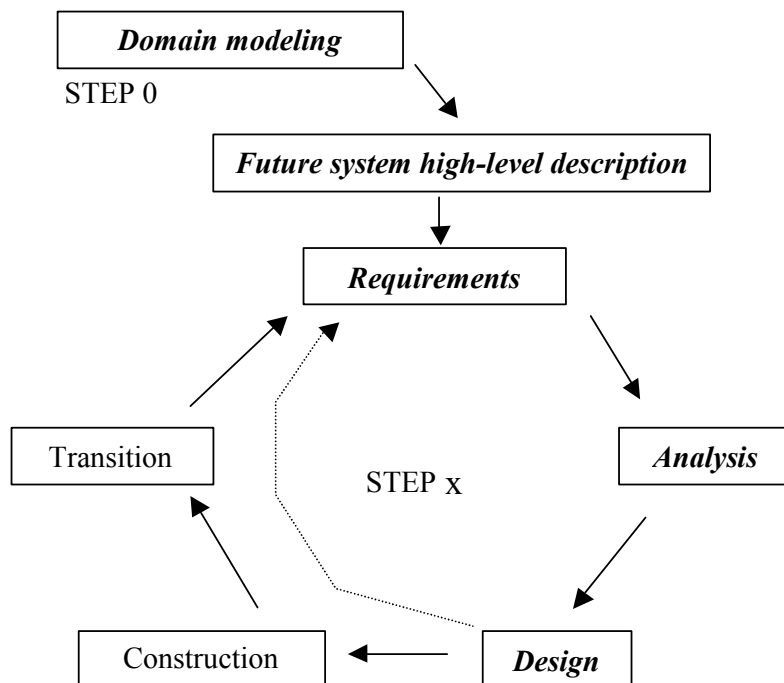 Domain modeling
STEP 0
Future system high-level description
Requirements
Transition
Analysis
STEP x
Construction
Design